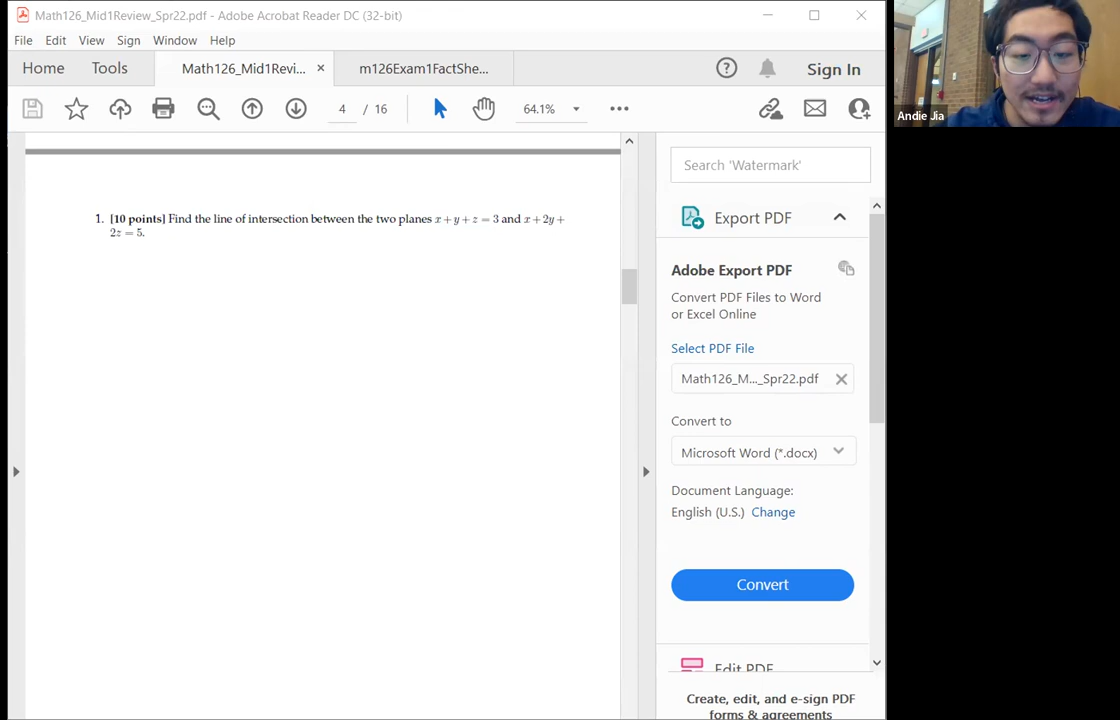 Math126_Mid1Review_Spr22.pdf - Adobe Acrobat Reader DC (32-bit)
File Edit View Sign Window Help
Home Tools Math126_Mid1Revi... × m126Exam1FactShe... Sign In
4 / 16 64.1%
Andie Jia
Search 'Watermark'
1. [10 points] Find the line of intersection between the two planes x + y + z = 3 and x + 2y +
2z = 5.
Export PDF
Adobe Export PDF
Convert PDF Files to Word
or Excel Online
Select PDF File
Math126_M..._Spr22.pdf
Convert to
Microsoft Word (*.docx)
Document Language:
English (U.S.) Change
Convert
Edit PDF
Create, edit, and e-sign PDF
forms & agreements